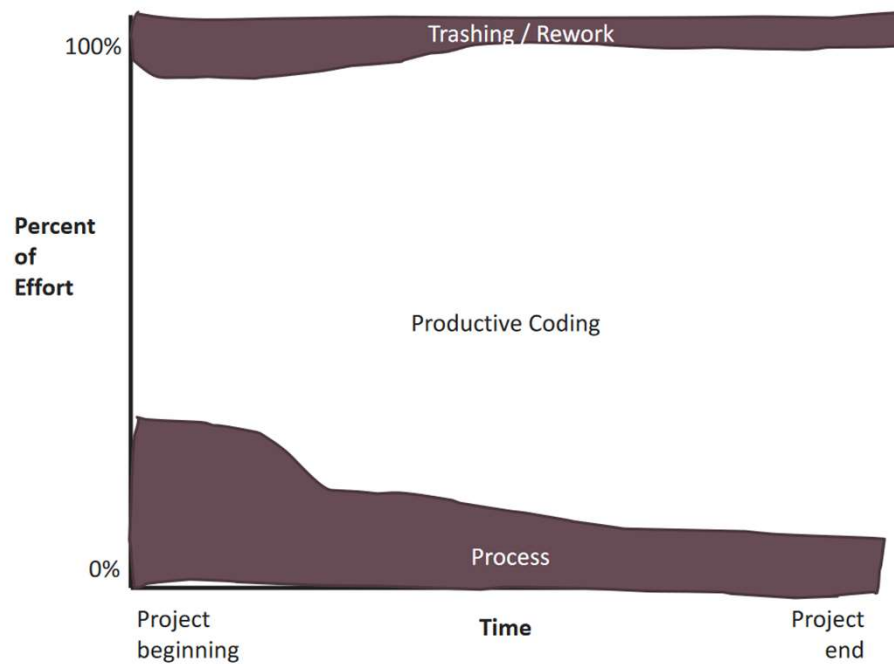 Trashing / Rework
100%
Percent
of
Effort
Productive Coding
Process
0%
Project
beginning
Time
Project
end